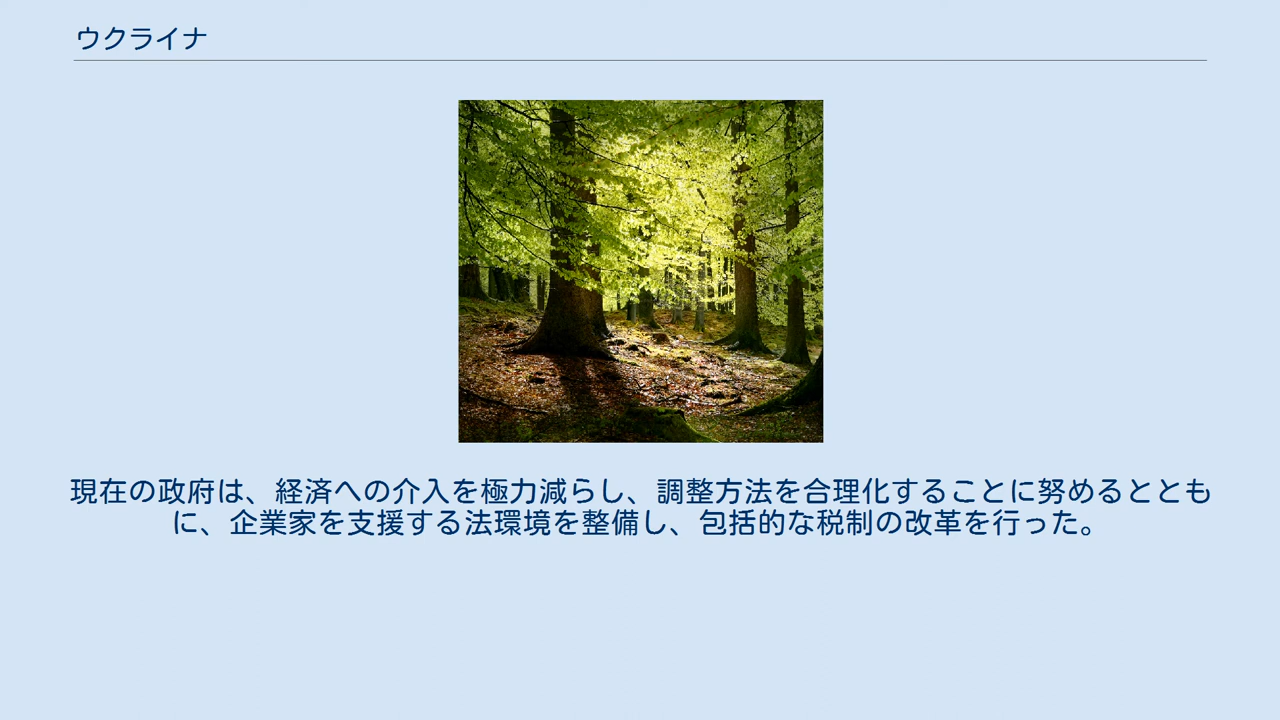 ウクライナ
現在の政府は、経済への介入を極力減らし、調整方法を合理化することに努めるととも
に、企業家を支援する法環境を整備し、包括的な税制の改革を行った。